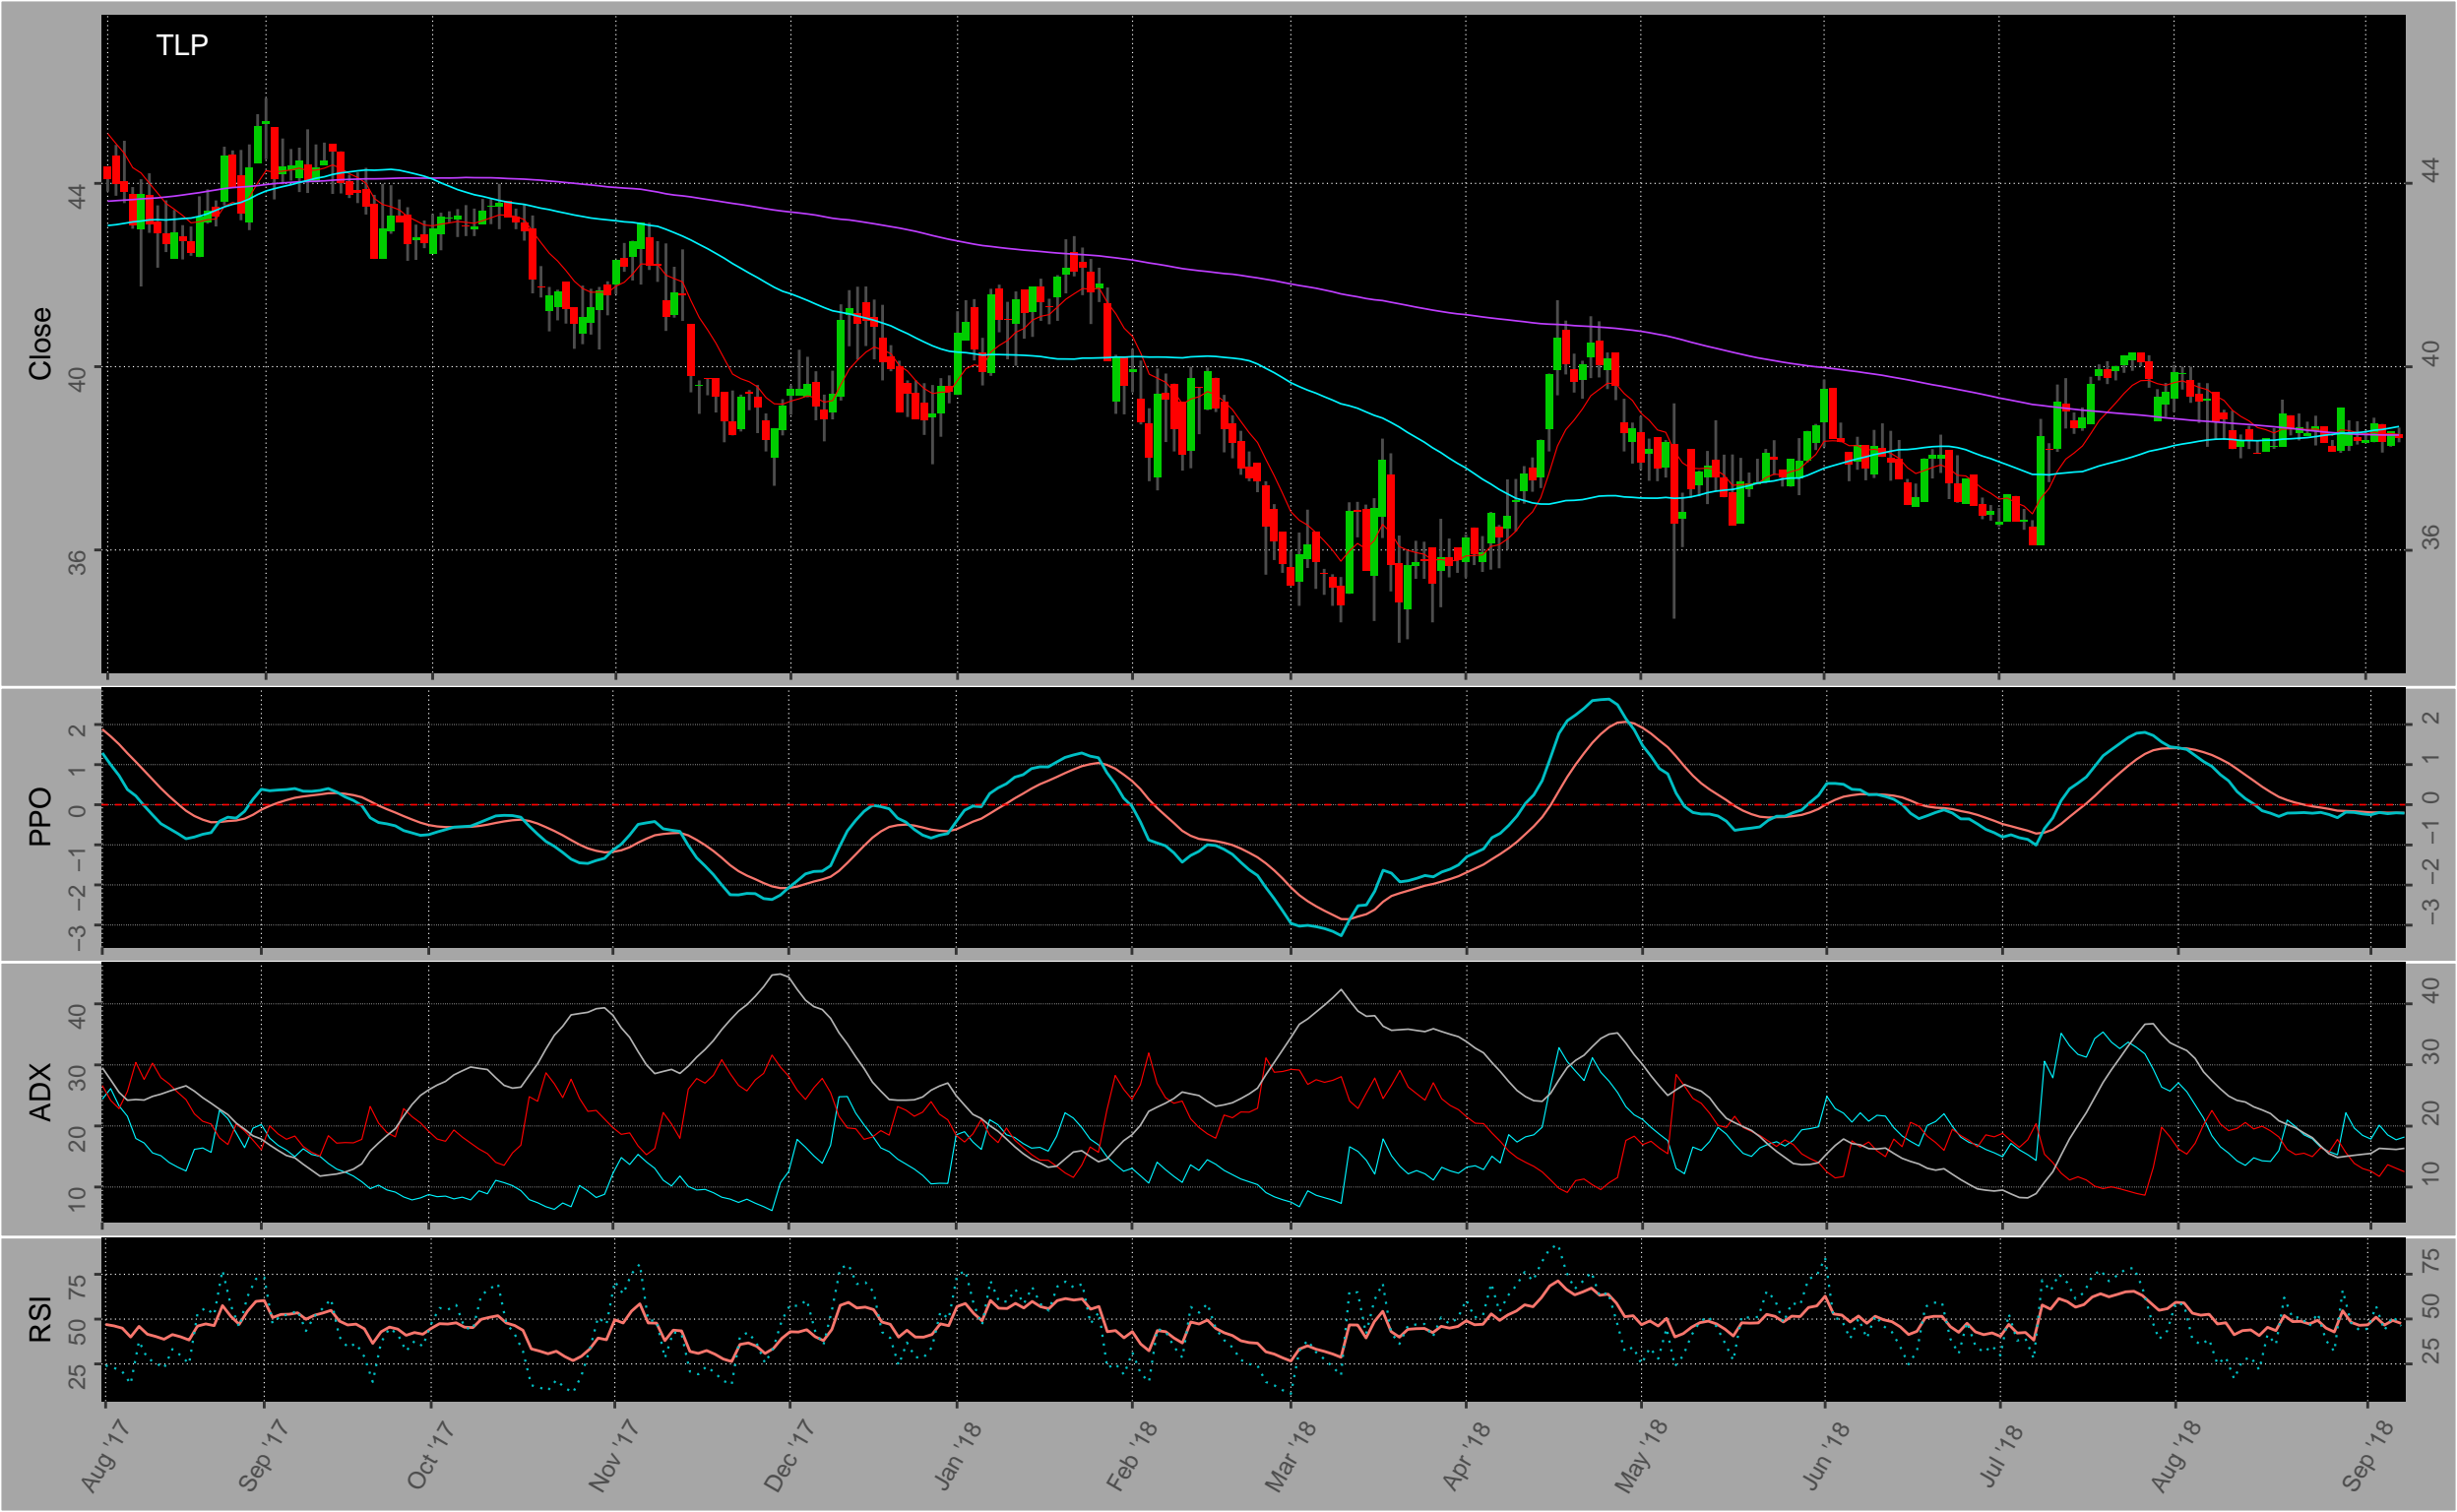 TLP
Close
44
40
36
44
40
36
PPO
2
1
0
−1
−2
−3
2
1
0
−1
−2
−3
ADX
40
30
20
10
40
30
20
10
RSI
75
50
25
75
50
25
Aug '17
Sep '17
Oct '17
Nov '17
Dec '17
Jan '18
Feb '18
Mar '18
Apr '18
May '18
Jun '18
Jul '18
Aug '18
Sep '18